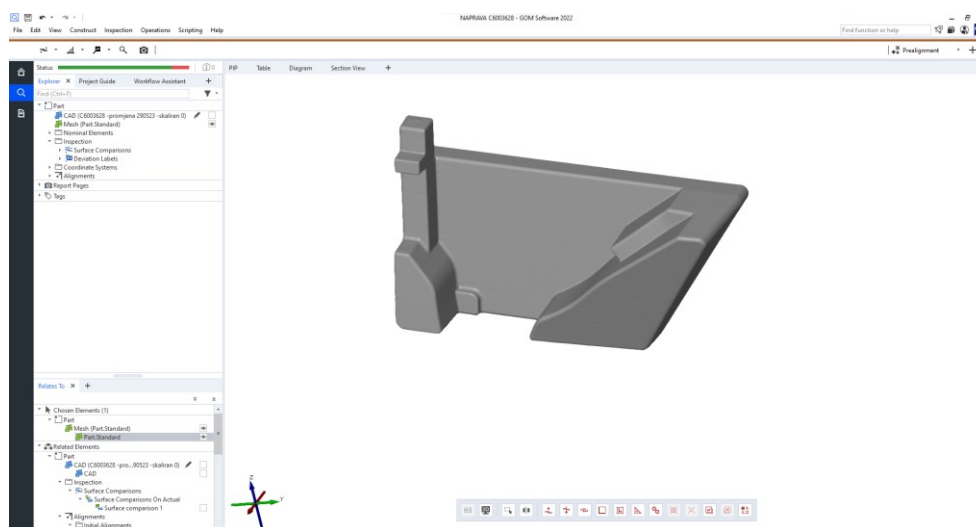 NAPRAVA C6003628 - GOM Software 2022
File Edit View Construct Inspection Operations Scripting Help
Find function or help
Prealignment
Status
0
PiP Table Diagram Section View +
Explorer Project Guide Workflow Assistant +
Find (Ctrl+F)
Part
CAD (C6003628 -promjena 290523 -skaliran 0)
Mesh (Part.Standard)
Nominal Elements
Inspection
Surface Comparisons
Deviation Labels
Coordinate Systems
Alignments
Report Pages
Tags
Relates To +
Chosen Elements (1)
Part
Mesh (Part.Standard)
Part.Standard
Related Elements
Part
CAD (C6003628 -pro...90523 -skaliran 0)
CAD
Inspection
Surface Comparisons
Surface Comparisons On Actual
Surface comparison 1
Alignments
Initial Alignments
Z
Y